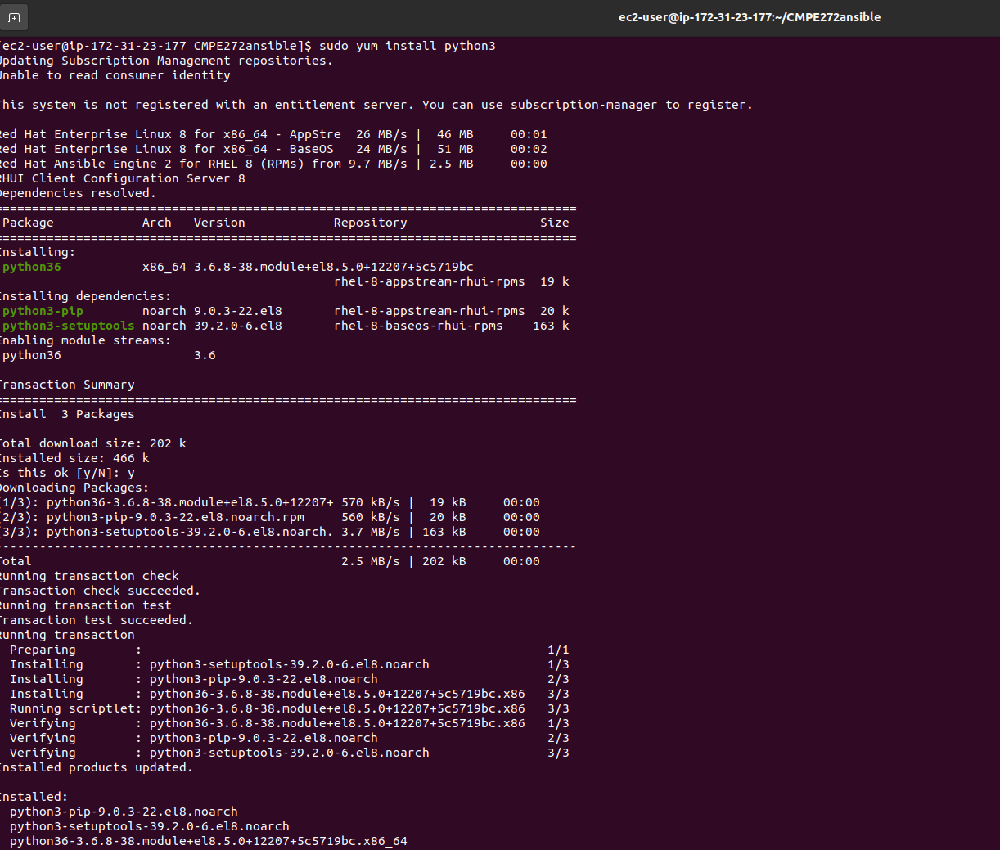 ec2-user@ip-172-31-23-177:~/CMPE272ansible
[ec2-user@ip-172-31-23-177 CMPE272ansible]$ sudo yum install python3
Updating Subscription Management repositories.
Unable to read consumer identity
This system is not registered with an entitlement server. You can use subscription-manager to register.
Red Hat Enterprise Linux 8 for x86_64 - AppStre  26 MB/s |  46 MB     00:01
Red Hat Enterprise Linux 8 for x86_64 - BaseOS   24 MB/s |  51 MB     00:02
Red Hat Ansible Engine 2 for RHEL 8 (RPMs) from 9.7 MB/s | 2.5 MB     00:00
RHUI Client Configuration Server 8
Dependencies resolved.
================================================================================
Package            Arch   Version            Repository                  Size
================================================================================
Installing:
python36           x86_64 3.6.8-38.module+el8.5.0+12207+5c5719bc
rhel-8-appstream-rhui-rpms  19 k
Installing dependencies:
python3-pip        noarch 9.0.3-22.el8       rhel-8-appstream-rhui-rpms  20 k
python3-setuptools noarch 39.2.0-6.el8       rhel-8-baseos-rhui-rpms    163 k
Enabling module streams:
python36                  3.6
Transaction Summary
================================================================================
Install  3 Packages
Total download size: 202 k
Installed size: 466 k
Is this ok [y/N]: y
Downloading Packages:
(1/3): python36-3.6.8-38.module+el8.5.0+12207+ 570 kB/s |  19 kB     00:00
(2/3): python3-pip-9.0.3-22.el8.noarch.rpm     560 kB/s |  20 kB     00:00
(3/3): python3-setuptools-39.2.0-6.el8.noarch. 3.7 MB/s | 163 kB     00:00
--------------------------------------------------------------------------------
Total                                          2.5 MB/s | 202 kB     00:00
Running transaction check
Transaction check succeeded.
Running transaction test
Transaction test succeeded.
Running transaction
Preparing        :                                                       1/1
Installing       : python3-setuptools-39.2.0-6.el8.noarch                1/3
Installing       : python3-pip-9.0.3-22.el8.noarch                       2/3
Installing       : python36-3.6.8-38.module+el8.5.0+12207+5c5719bc.x86   3/3
Running scriptlet: python36-3.6.8-38.module+el8.5.0+12207+5c5719bc.x86   3/3
Verifying        : python36-3.6.8-38.module+el8.5.0+12207+5c5719bc.x86   1/3
Verifying        : python3-pip-9.0.3-22.el8.noarch                       2/3
Verifying        : python3-setuptools-39.2.0-6.el8.noarch                3/3
Installed products updated.
Installed:
python3-pip-9.0.3-22.el8.noarch
python3-setuptools-39.2.0-6.el8.noarch
python36-3.6.8-38.module+el8.5.0+12207+5c5719bc.x86_64